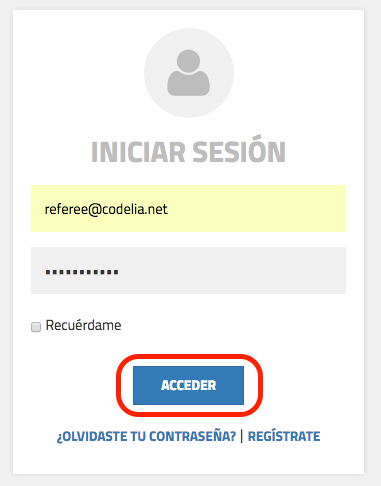 INICIAR SESIÓN
referee@codelia.net
Recuérdame
ACCEDER
¿OLVIDASTE TU CONTRASEÑA? | REGÍSTRATE